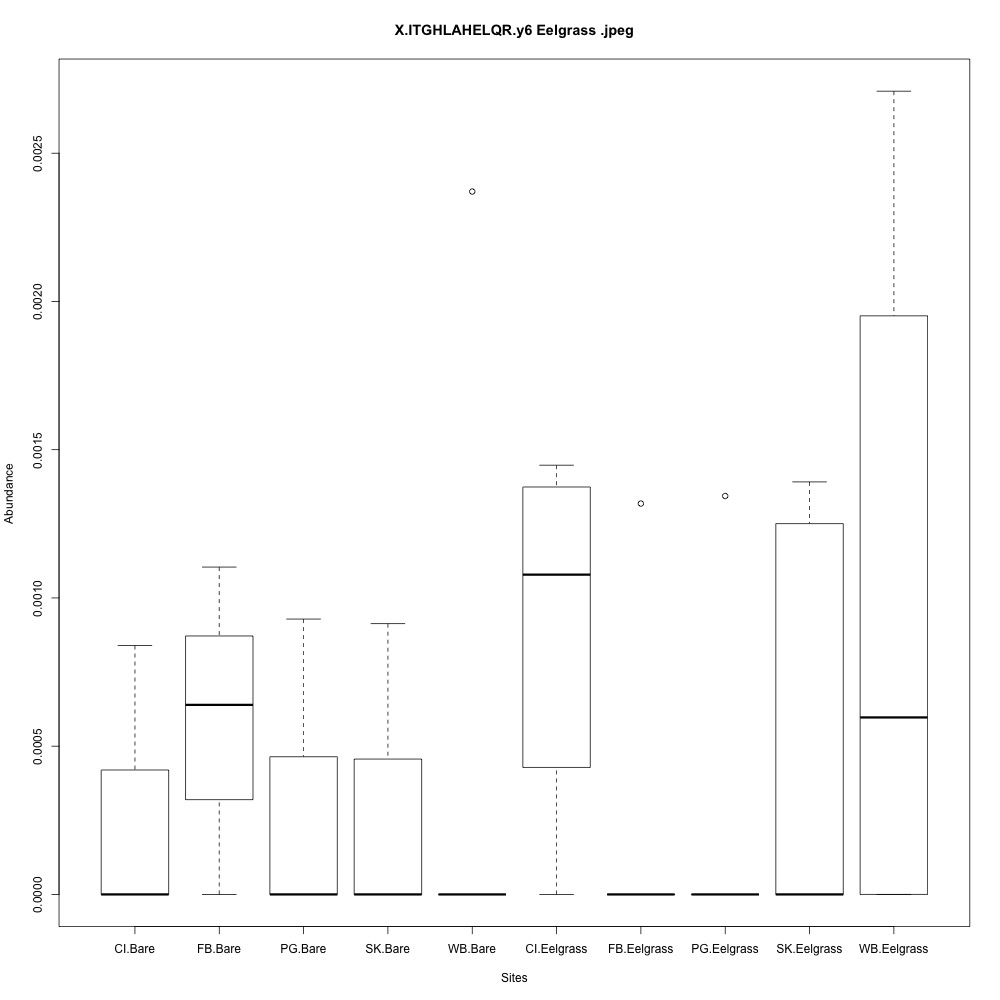 X.ITGHLAHELQR.y6 Eelgrass .jpeg
Abundance
0.0025
0.0020
0.0015
0.0010
0.0005
0.0000
CI.Bare FB.Bare PG.Bare SK.Bare WB.Bare CI.Eelgrass FB.Eelgrass PG.Eelgrass SK.Eelgrass WB.Eelgrass
Sites